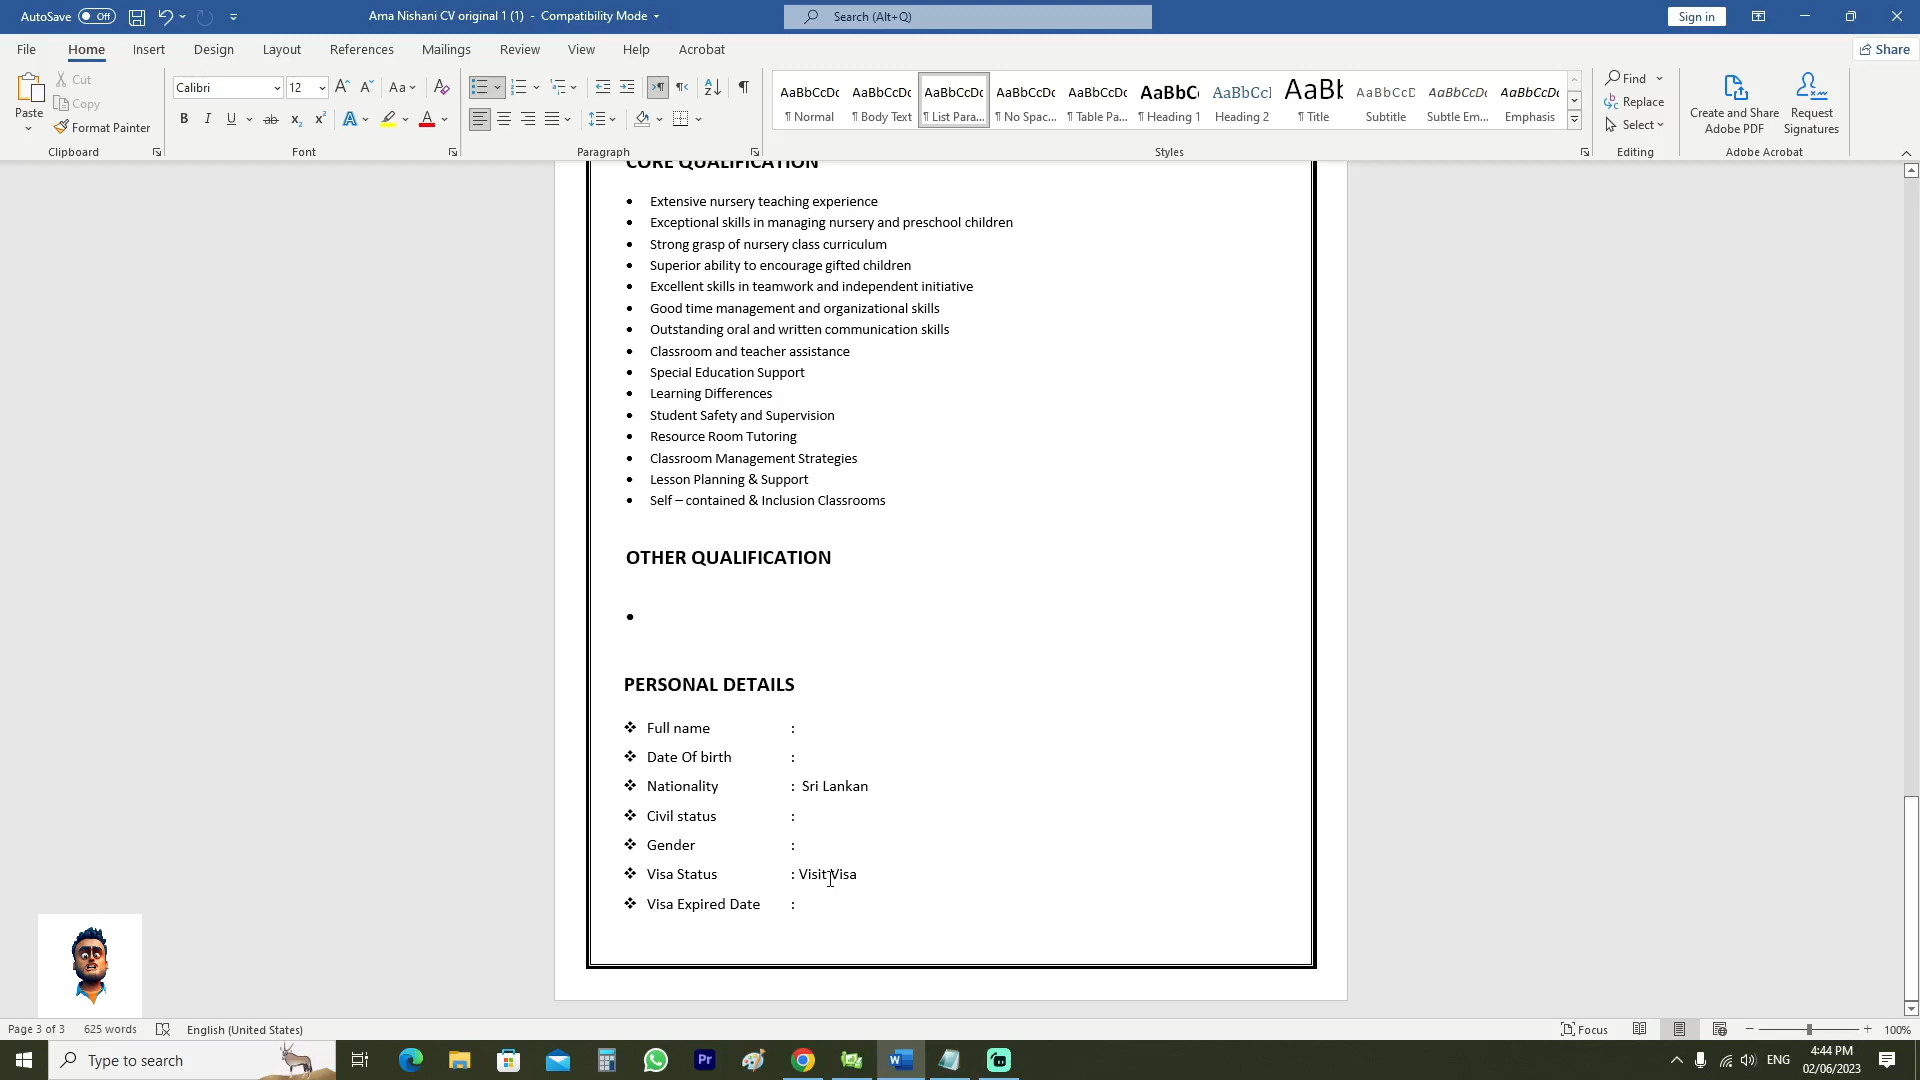 AutoSave Off Ama Nishani CV original 1 (1) - Compatibility Mode Search (Alt+Q) Sign in
File Home Insert Design Layout References Mailings Review View Help Acrobat Share
Paste
Cut
Copy
Format Painter
Clipboard
Calibri 12
Font
Paragraph
AaBbCcDc AaBbCcDc AaBbCcDc AaBbCcDc AaBbCcDc AaBbC AaBbCcI AaBb AaBbCcD AaBbCcDc AaBbCcDc
¶ Normal ¶ Body Text ¶ List Para... ¶ No Spac... ¶ Table Pa... ¶ Heading 1 Heading 2 ¶ Title Subtitle Subtle Em... Emphasis
Styles
Find
Replace
Select
Editing
Create and Share Adobe PDF
Request Signatures
Adobe Acrobat
CORE QUALIFICATION
• Extensive nursery teaching experience
• Exceptional skills in managing nursery and preschool children
• Strong grasp of nursery class curriculum
• Superior ability to encourage gifted children
• Excellent skills in teamwork and independent initiative
• Good time management and organizational skills
• Outstanding oral and written communication skills
• Classroom and teacher assistance
• Special Education Support
• Learning Differences
• Student Safety and Supervision
• Resource Room Tutoring
• Classroom Management Strategies
• Lesson Planning & Support
• Self – contained & Inclusion Classrooms
OTHER QUALIFICATION
•
PERSONAL DETAILS
❖ Full name :
❖ Date Of birth :
❖ Nationality : Sri Lankan
❖ Civil status :
❖ Gender :
❖ Visa Status : Visit Visa
❖ Visa Expired Date :
Page 3 of 3 625 words English (United States) Focus 100%
Type to search ENG 4:44 PM
02/06/2023